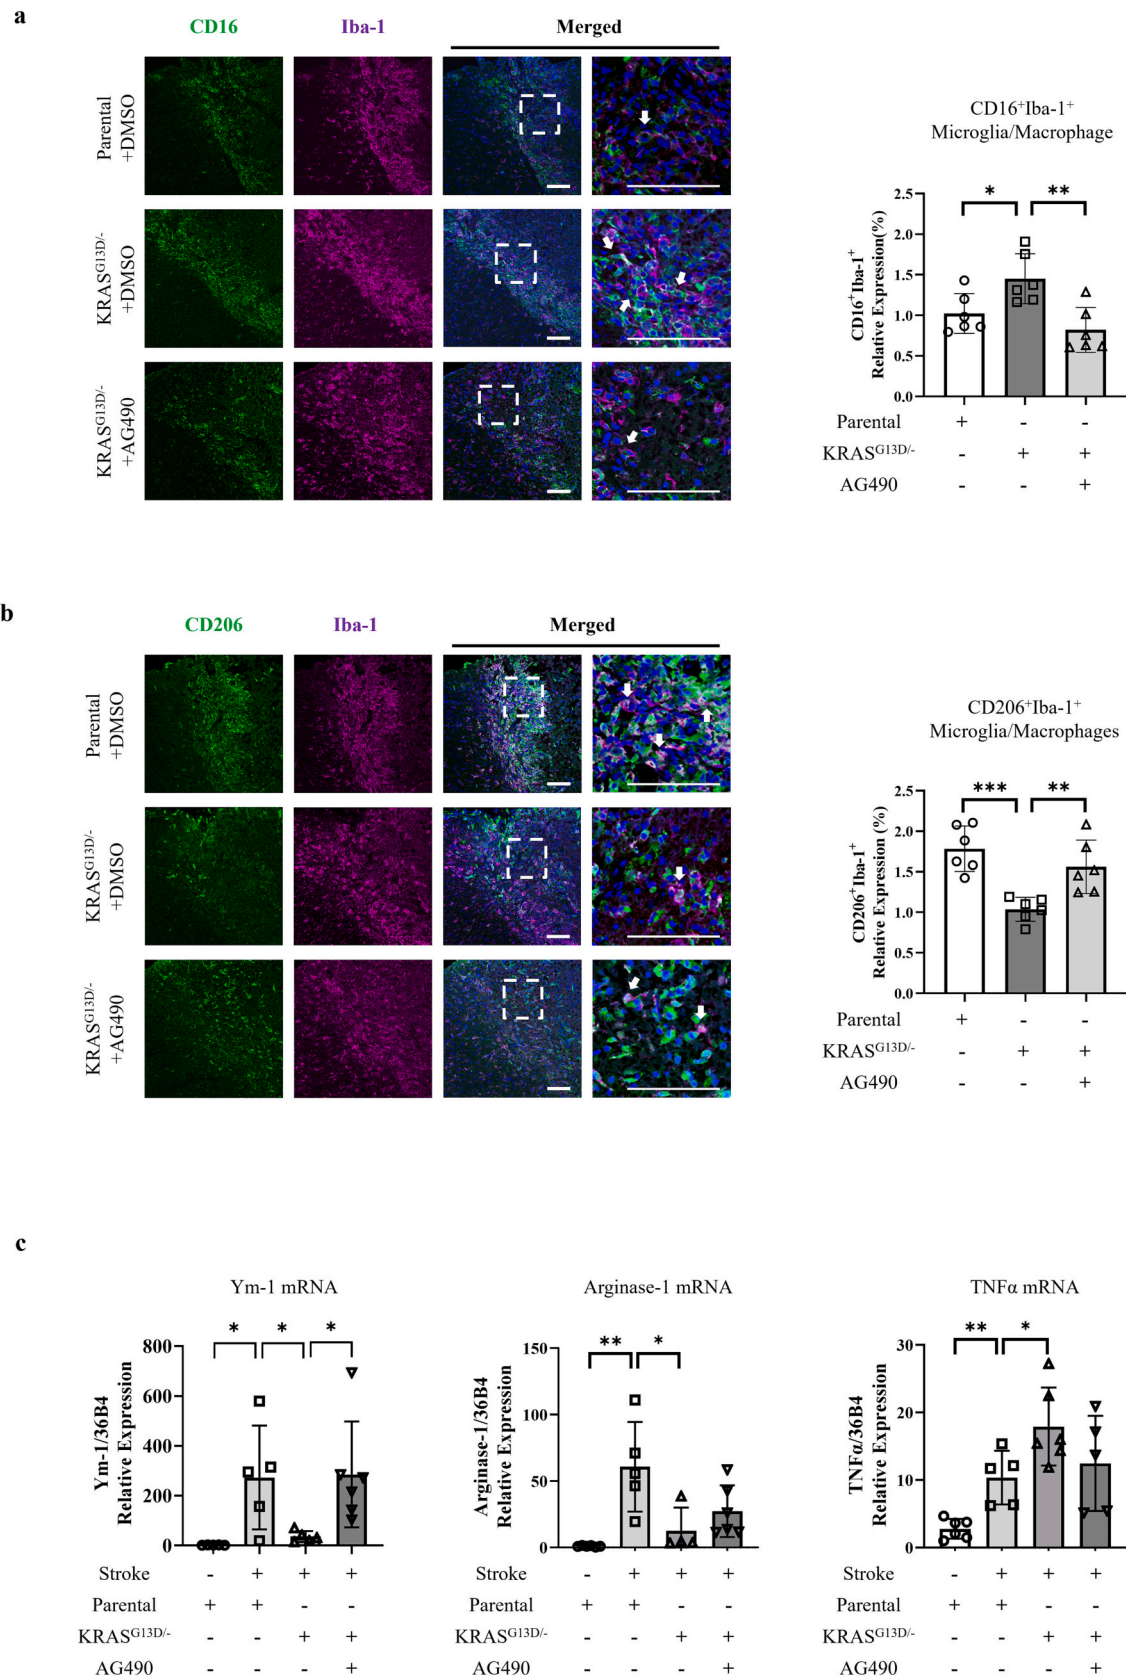 a
CD16 Iba-1 Merged
Parental
+DMSO
KRASG13D/-
+DMSO
KRASG13D/-
+AG490
CD16+Iba-1+
Microglia/Macrophage
CD16+Iba-1+
Relative Expression(%)
2.5
2.0
1.5
1.0
0.5
0.0
* **
Parental + - -
KRASG13D/- - + +
AG490 - - +
b
CD206 Iba-1 Merged
Parental
+DMSO
KRASG13D/-
+DMSO
KRASG13D/-
+AG490
CD206+Iba-1+
Microglia/Macrophages
CD206+Iba-1+
Relative Expression (%)
2.5
2.0
1.5
1.0
0.5
0.0
*** **
Parental + - -
KRASG13D/- - + +
AG490 - - +
c
Ym-1 mRNA
Ym-1/36B4
Relative Expression
800
600
400
200
0
* * *
Stroke - + + +
Parental + + - -
KRASG13D/- - - + +
AG490 - - - +
Arginase-1 mRNA
Arginase-1/36B4
Relative Expression
150
100
50
0
** *
Stroke - + + +
Parental + + - -
KRASG13D/- - - + +
AG490 - - - +
TNFα mRNA
TNFα/36B4
Relative Expression
30
20
10
0
** *
Stroke - + + +
Parental + + - -
KRASG13D/- - - + +
AG490 - - - +